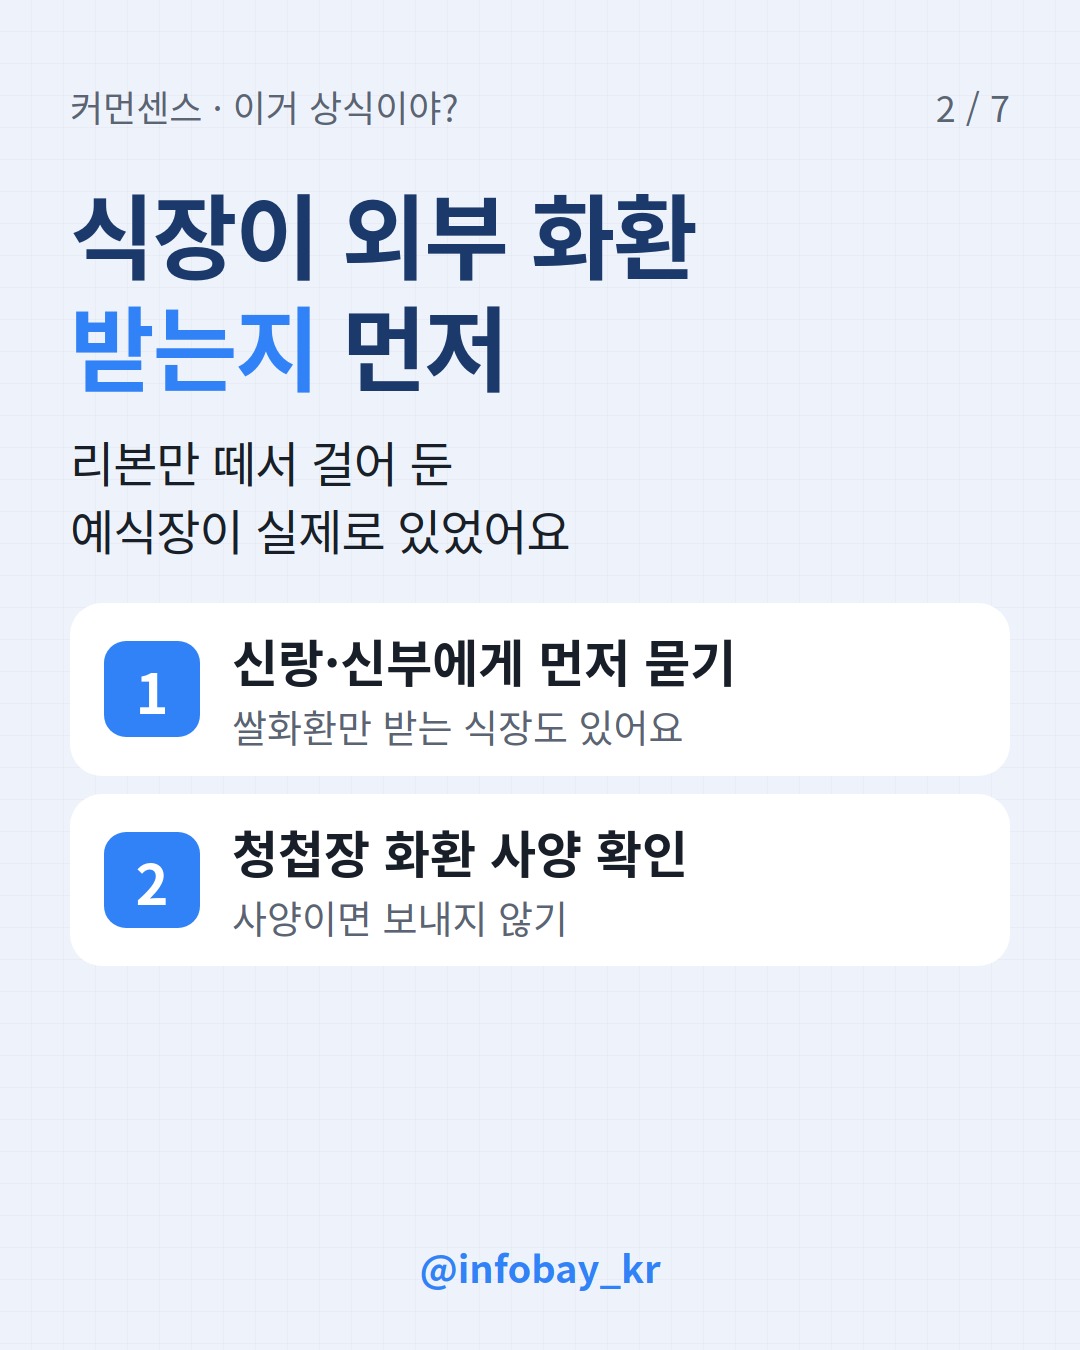 커먼센스 · 이거 상식이야?
2 / 7
식장이 외부 화환
받는지 먼저
리본만 떼서 걸어 둔
예식장이 실제로 있었어요
1
신랑·신부에게 먼저 묻기
쌀화환만 받는 식장도 있어요
2
청첩장 화환 사양 확인
사양이면 보내지 않기
@infobay_kr